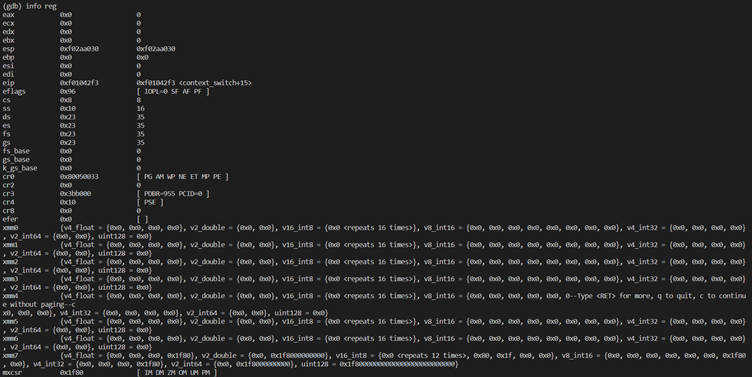 (gdb) info reg
eax 0x0 0
ecx 0x0 0
edx 0x0 0
ebx 0x0 0
esp 0xf02aa030 0xf02aa030
ebp 0x0 0x0
esi 0x0 0
edi 0x0 0
eip 0xf01042f3 0xf01042f3 <context_switch+15>
eflags 0x96 [ IOPL=0 SF AF PF ]
cs 0x8 8
ss 0x10 16
ds 0x23 35
es 0x23 35
fs 0x23 35
gs 0x23 35
fs_base 0x0 0
gs_base 0x0 0
k_gs_base 0x0 0
cr0 0x80050033 [ PG AM WP NE ET MP PE ]
cr2 0x0 0
cr3 0x3bb000 [ PDBR=955 PCID=0 ]
cr4 0x10 [ PSE ]
cr8 0x0 0
efer 0x0 [ ]
xmm0 {v4_float = {0x0, 0x0, 0x0, 0x0}, v2_double = {0x0, 0x0}, v16_int8 = {0x0 <repeats 16 times>}, v8_int16 = {0x0, 0x0, 0x0, 0x0, 0x0, 0x0, 0x0, 0x0}, v4_int32 = {0x0, 0x0, 0x0, 0x0}
, v2_int64 = {0x0, 0x0}, uint128 = 0x0}
xmm1 {v4_float = {0x0, 0x0, 0x0, 0x0}, v2_double = {0x0, 0x0}, v16_int8 = {0x0 <repeats 16 times>}, v8_int16 = {0x0, 0x0, 0x0, 0x0, 0x0, 0x0, 0x0, 0x0}, v4_int32 = {0x0, 0x0, 0x0, 0x0}
, v2_int64 = {0x0, 0x0}, uint128 = 0x0}
xmm2 {v4_float = {0x0, 0x0, 0x0, 0x0}, v2_double = {0x0, 0x0}, v16_int8 = {0x0 <repeats 16 times>}, v8_int16 = {0x0, 0x0, 0x0, 0x0, 0x0, 0x0, 0x0, 0x0}, v4_int32 = {0x0, 0x0, 0x0, 0x0}
, v2_int64 = {0x0, 0x0}, uint128 = 0x0}
xmm3 {v4_float = {0x0, 0x0, 0x0, 0x0}, v2_double = {0x0, 0x0}, v16_int8 = {0x0 <repeats 16 times>}, v8_int16 = {0x0, 0x0, 0x0, 0x0, 0x0, 0x0, 0x0, 0x0}, v4_int32 = {0x0, 0x0, 0x0, 0x0}
, v2_int64 = {0x0, 0x0}, uint128 = 0x0}
xmm4 {v4_float = {0x0, 0x0, 0x0, 0x0}, v2_double = {0x0, 0x0}, v16_int8 = {0x0 <repeats 16 times>}, v8_int16 = {0x0, 0x0, 0x0, 0x0, 0x0, 0x0, 0x0, 0--Type <RET> for more, q to quit, c to continu
e without paging--c
x0, 0x0}, v4_int32 = {0x0, 0x0, 0x0, 0x0}, v2_int64 = {0x0, 0x0}, uint128 = 0x0}
xmm5 {v4_float = {0x0, 0x0, 0x0, 0x0}, v2_double = {0x0, 0x0}, v16_int8 = {0x0 <repeats 16 times>}, v8_int16 = {0x0, 0x0, 0x0, 0x0, 0x0, 0x0, 0x0, 0x0}, v4_int32 = {0x0, 0x0, 0x0, 0x0}
, v2_int64 = {0x0, 0x0}, uint128 = 0x0}
xmm6 {v4_float = {0x0, 0x0, 0x0, 0x0}, v2_double = {0x0, 0x0}, v16_int8 = {0x0 <repeats 16 times>}, v8_int16 = {0x0, 0x0, 0x0, 0x0, 0x0, 0x0, 0x0, 0x0}, v4_int32 = {0x0, 0x0, 0x0, 0x0}
, v2_int64 = {0x0, 0x0}, uint128 = 0x0}
xmm7 {v4_float = {0x0, 0x0, 0x0, 0x1f80}, v2_double = {0x0, 0x1f8000000000}, v16_int8 = {0x0 <repeats 12 times>, 0x80, 0x1f, 0x0, 0x0}, v8_int16 = {0x0, 0x0, 0x0, 0x0, 0x0, 0x0, 0x1f80
, 0x0}, v4_int32 = {0x0, 0x0, 0x0, 0x1f80}, v2_int64 = {0x0, 0x1f8000000000}, uint128 = 0x1f80000000000000000000000000}
mxcsr 0x1f80 [ IM DM ZM OM UM PM ]